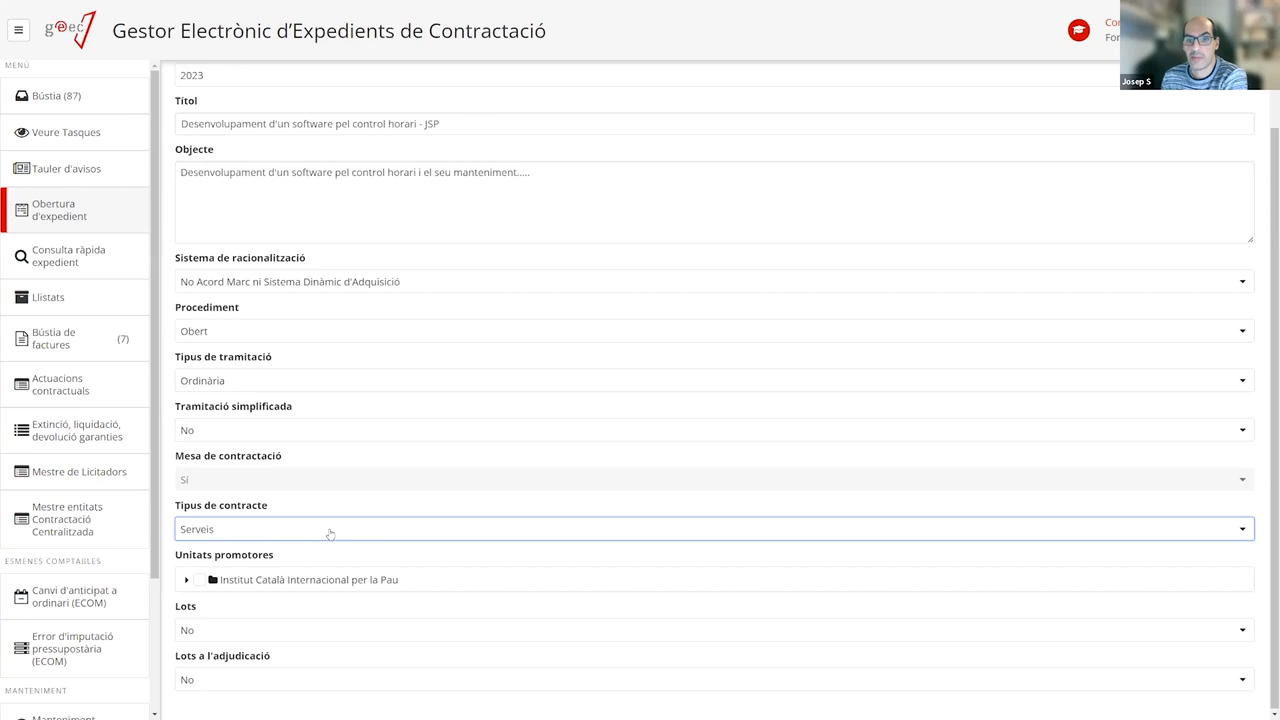 geec
Gestor Electrònic d'Expedients de Contractació
Josep S
MENÚ
Bústia (87)
Veure Tasques
Tauler d'avisos
Obertura
d'expedient
Consulta ràpida
expedient
Llistats
Bústia de
factures
(7)
Actuacions
contractuals
Extinció, liquidació,
devolució garanties
Mestre de Licitadors
Mestre entitats
Contractació
Centralitzada
ESMENES COMPTABLES
Canvi d'anticipat a
ordinari (ECOM)
Error d'imputació
pressupostària
(ECOM)
MANTENIMENT
2023
Títol
Desenvolupament d'un software pel control horari - JSP
Objecte
Desenvolupament d'un software pel control horari i el seu manteniment.....
Sistema de racionalització
No Acord Marc ni Sistema Dinàmic d'Adquisició
Procediment
Obert
Tipus de tramitació
Ordinària
Tramitació simplificada
No
Mesa de contractació
Sí
Tipus de contracte
Serveis
Unitats promotores
Institut Català Internacional per la Pau
Lots
No
Lots a l'adjudicació
No